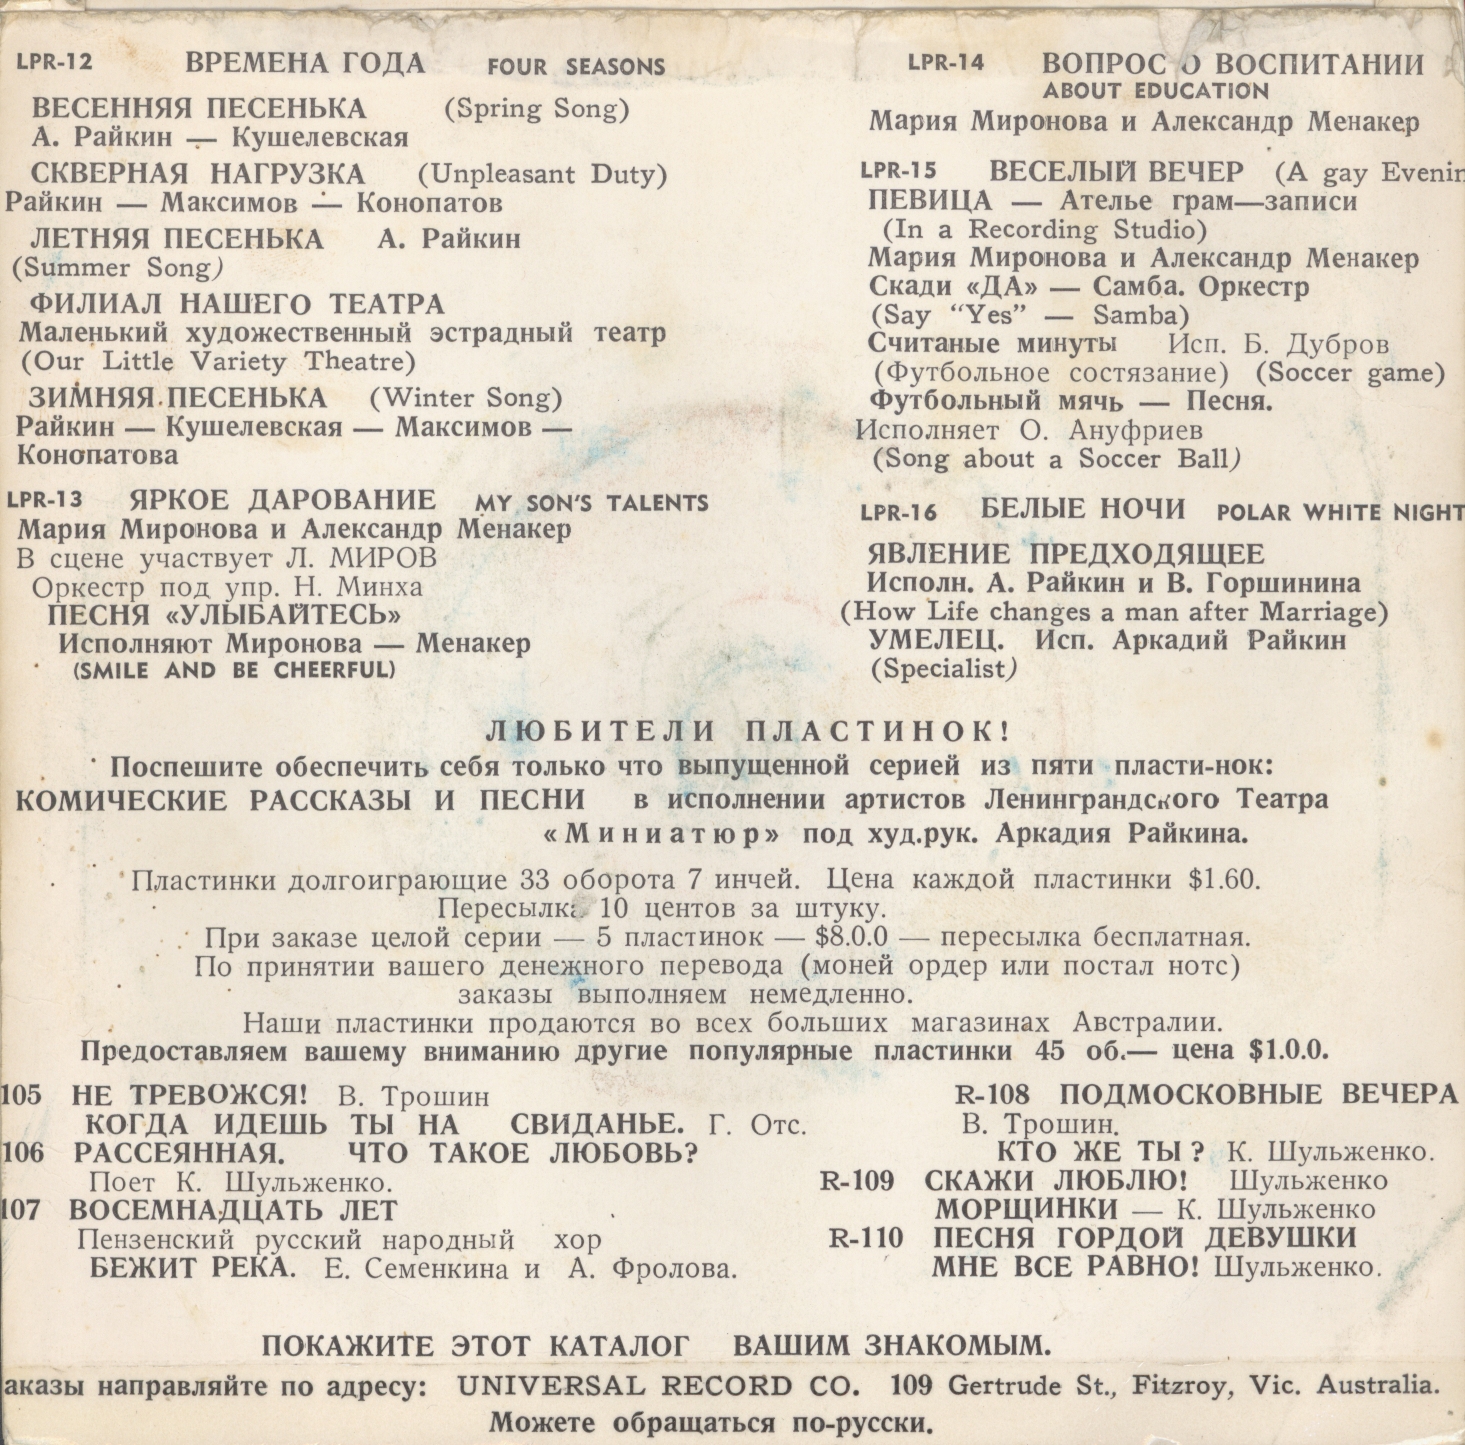 LPR-12 ВРЕМЕНА ГОДА FOUR SEASONS
ВЕСЕННЯЯ ПЕСЕНЬКА (Spring Song)
А. Райкин — Кушелевская
СКВЕРНАЯ НАГРУЗКА (Unpleasant Duty)
Райкин — Максимов — Конопатов
ЛЕТНЯЯ ПЕСЕНЬКА А. Райкин
(Summer Song)
ФИЛИАЛ НАШЕГО ТЕАТРА
Маленький художественный эстрадный театр
(Our Little Variety Theatre)
ЗИМНЯЯ ПЕСЕНЬКА (Winter Song)
Райкин — Кушелевская — Максимов —
Конопатова
LPR-13 ЯРКОЕ ДАРОВАНИЕ MY SON'S TALENTS
Мария Миронова и Александр Менакер
В сцене участвует Л. МИРОВ
Оркестр под упр. Н. Минха
ПЕСНЯ «УЛЫБАЙТЕСЬ»
Исполняют Миронова — Менакер
(SMILE AND BE CHEERFUL)
LPR-14 ВОПРОС О ВОСПИТАНИИ
ABOUT EDUCATION
Мария Миронова и Александр Менакер
LPR-15 ВЕСЕЛЫЙ ВЕЧЕР (A gay Evenin
ПЕВИЦА — Ателье грам—записи
(In a Recording Studio)
Мария Миронова и Александр Менакер
Скади «ДА» — Самба. Оркестр
(Say “Yes” — Samba)
Считаные минуты Исп. Б. Дубров
(Футбольное состязание) (Soccer game)
Футбольный мячь — Песня.
Исполняет О. Ануфриев
(Song about a Soccer Ball)
LPR-16 БЕЛЫЕ НОЧИ POLAR WHITE NIGHT
ЯВЛЕНИЕ ПРЕДХОДЯЩЕЕ
Исполн. А. Райкин и В. Горшинина
(How Life changes a man after Marriage)
УМЕЛЕЦ. Исп. Аркадий Райкин
(Specialist)
ЛЮБИТЕЛИ ПЛАСТИНОК!
Поспешите обеспечить себя только что выпущенной серией из пяти пласти-нок:
КОМИЧЕСКИЕ РАССКАЗЫ И ПЕСНИ в исполнении артистов Ленинграндского Театра
«Миниатюр» под худ.рук. Аркадия Райкина.
Пластинки долгоиграющие 33 оборота 7 инчей. Цена каждой пластинки $1.60.
Пересылка 10 центов за штуку.
При заказе целой серии — 5 пластинок — $8.0.0 — пересылка бесплатная.
По принятии вашего денежного перевода (моней ордер или постал нотс)
заказы выполняем немедленно.
Наши пластинки продаются во всех больших магазинах Австралии.
Предоставляем вашему вниманию другие популярные пластинки 45 об.— цена $1.0.0.
105 НЕ ТРЕВОЖСЯ! В. Трошин
КОГДА ИДЕШЬ ТЫ НА СВИДАНЬЕ. Г. Отс.
106 РАССЕЯННАЯ. ЧТО ТАКОЕ ЛЮБОВЬ?
Поет К. Шульженко.
107 ВОСЕМНАДЦАТЬ ЛЕТ
Пензенский русский народный хор
БЕЖИТ РЕКА. Е. Семенкина и А. Фролова.
R-108 ПОДМОСКОВНЫЕ ВЕЧЕРА
В. Трошин.
КТО ЖЕ ТЫ? К. Шульженко.
R-109 СКАЖИ ЛЮБЛЮ! Шульженко
МОРЩИНКИ — К. Шульженко
R-110 ПЕСНЯ ГОРДОЙ ДЕВУШКИ
МНЕ ВСЕ РАВНО! Шульженко.
ПОКАЖИТЕ ЭТОТ КАТАЛОГ ВАШИМ ЗНАКОМЫМ.
аказы направляйте по адресу: UNIVERSAL RECORD CO. 109 Gertrude St., Fitzroy, Vic. Australia.
Можете обращаться по-русски.